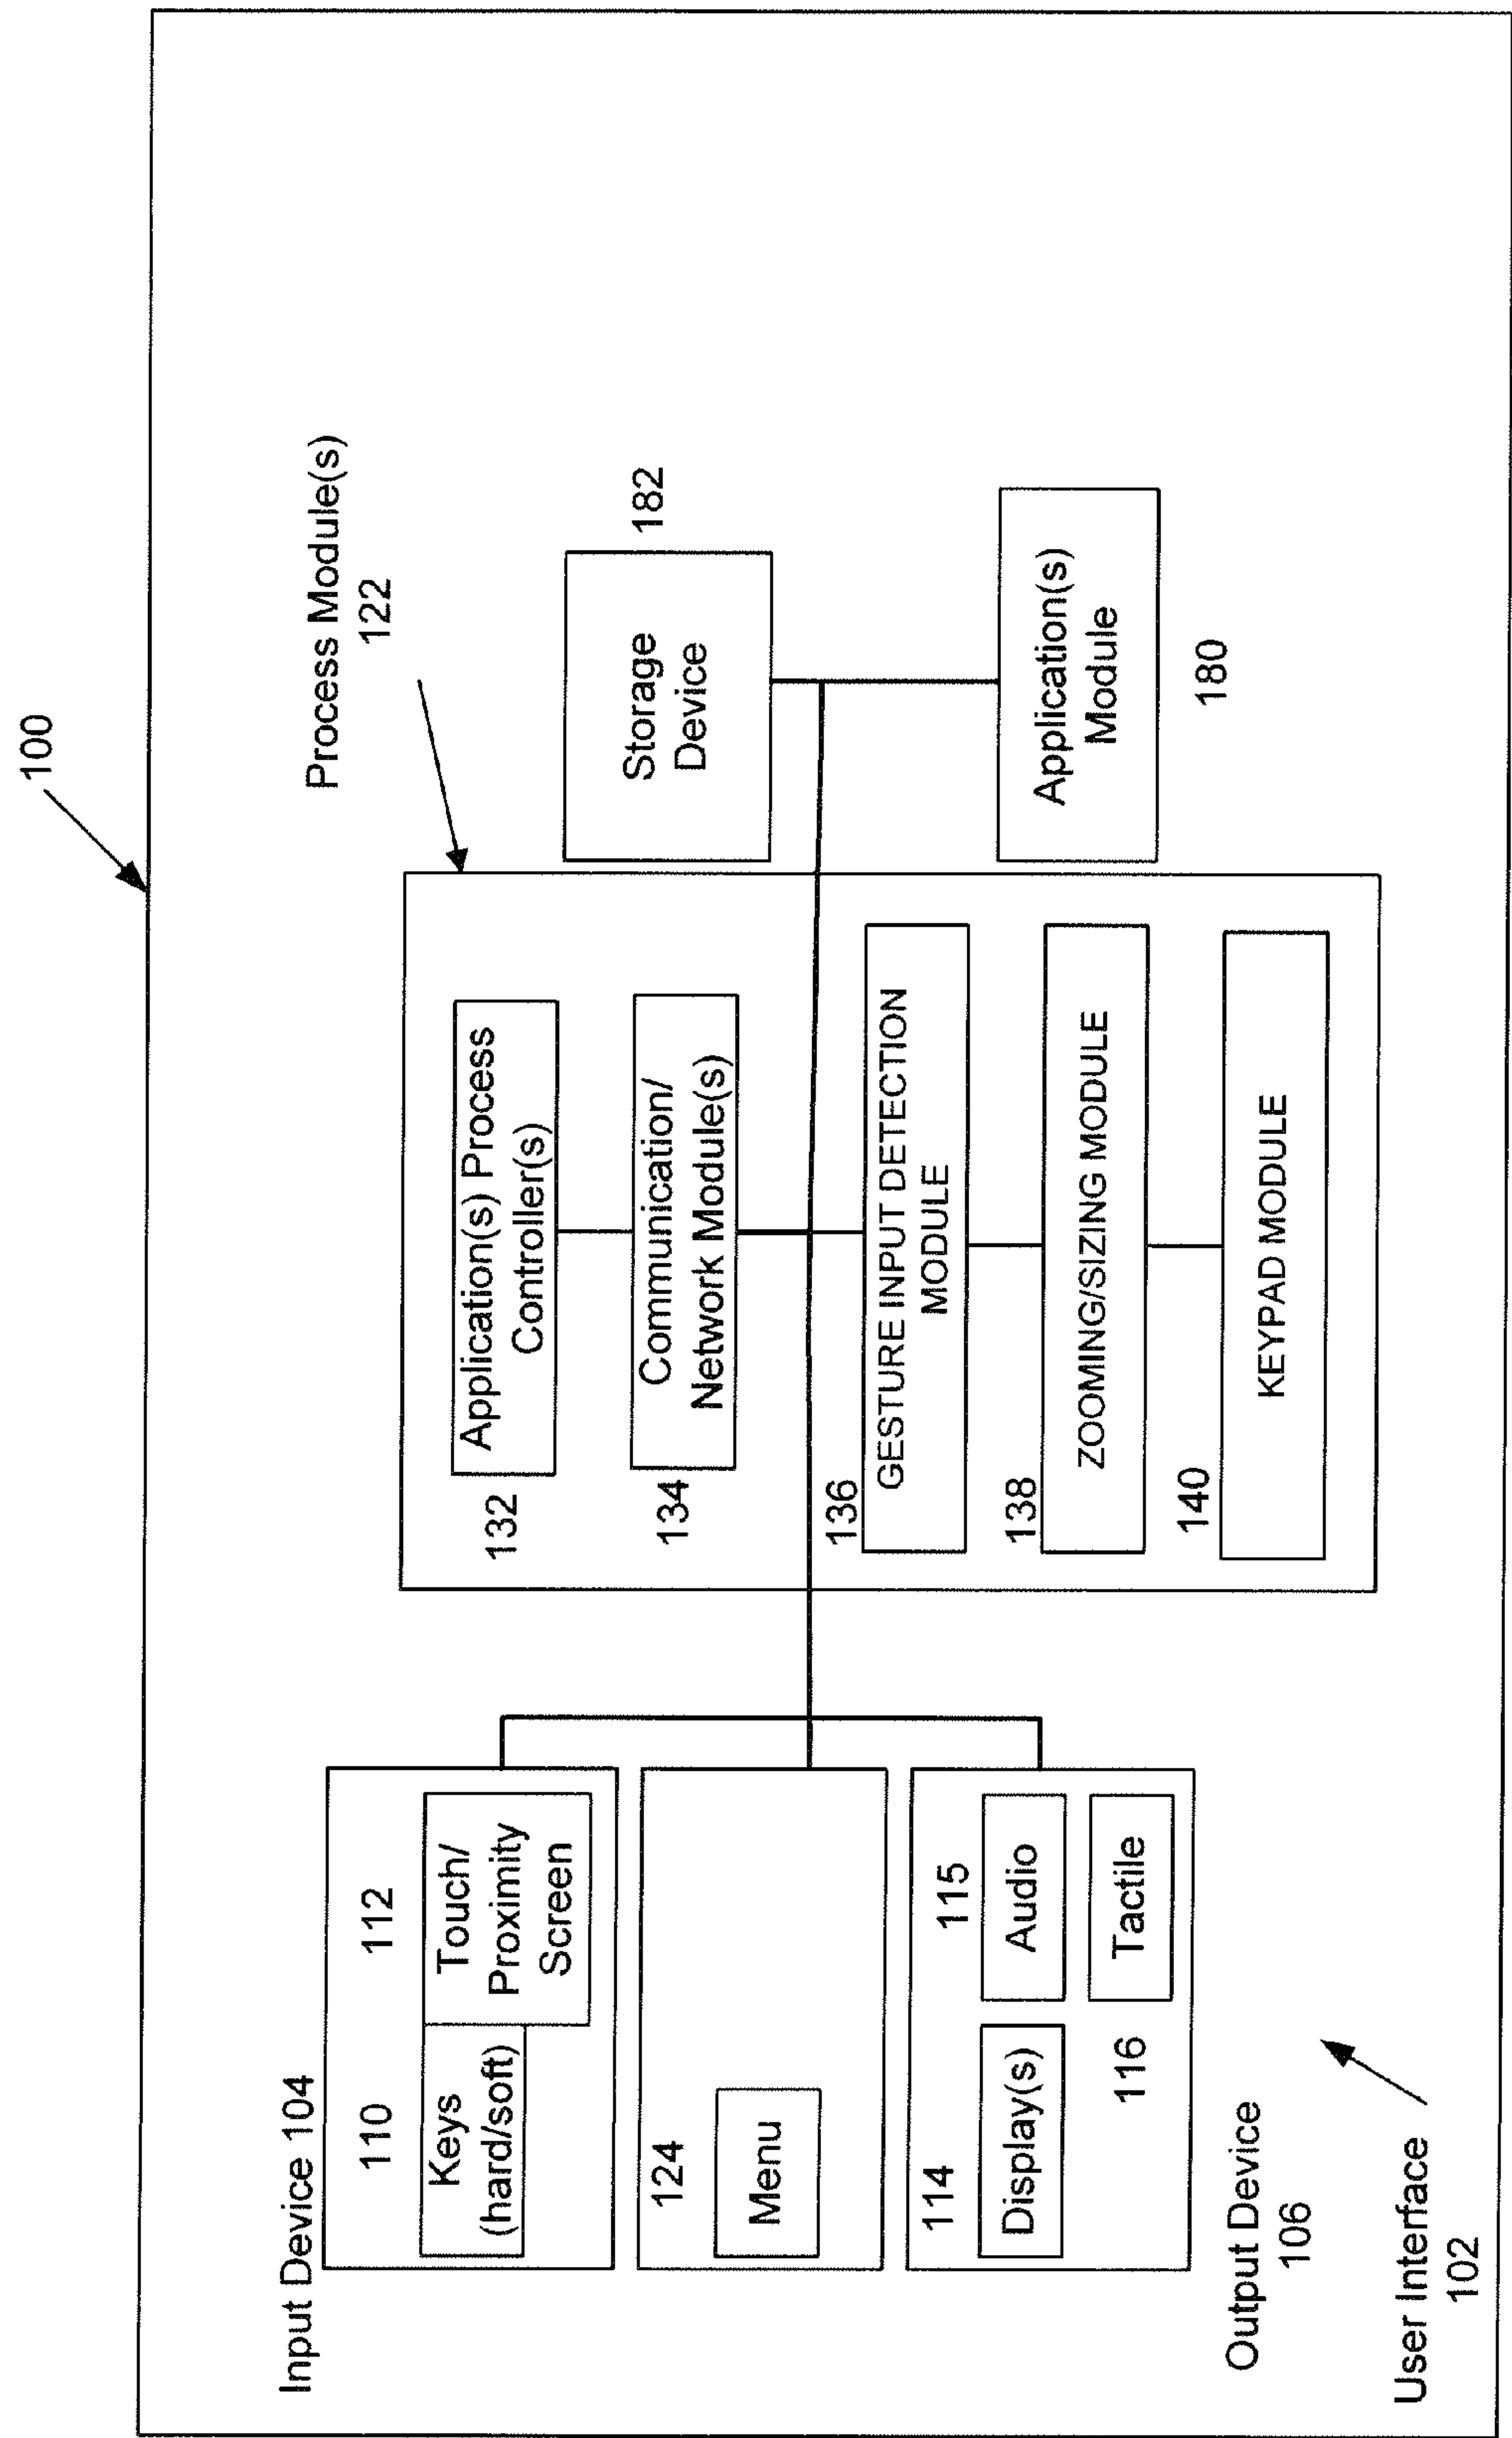 100
Input Device 104
110
112
Keys
(hard/soft)
Touch/
Proximity
Screen
124
Menu
114
115
Display(s)
Audio
116
Tactile
Output Device
106
User Interface
102
Process Module(s)
122
132
Application(s) Process
Controller(s)
134
Communication/
Network Module(s)
136
GESTURE INPUT DETECTION
MODULE
138
ZOOMING/SIZING MODULE
140
KEYPAD MODULE
Storage
Device
182
Application(s)
Module
180